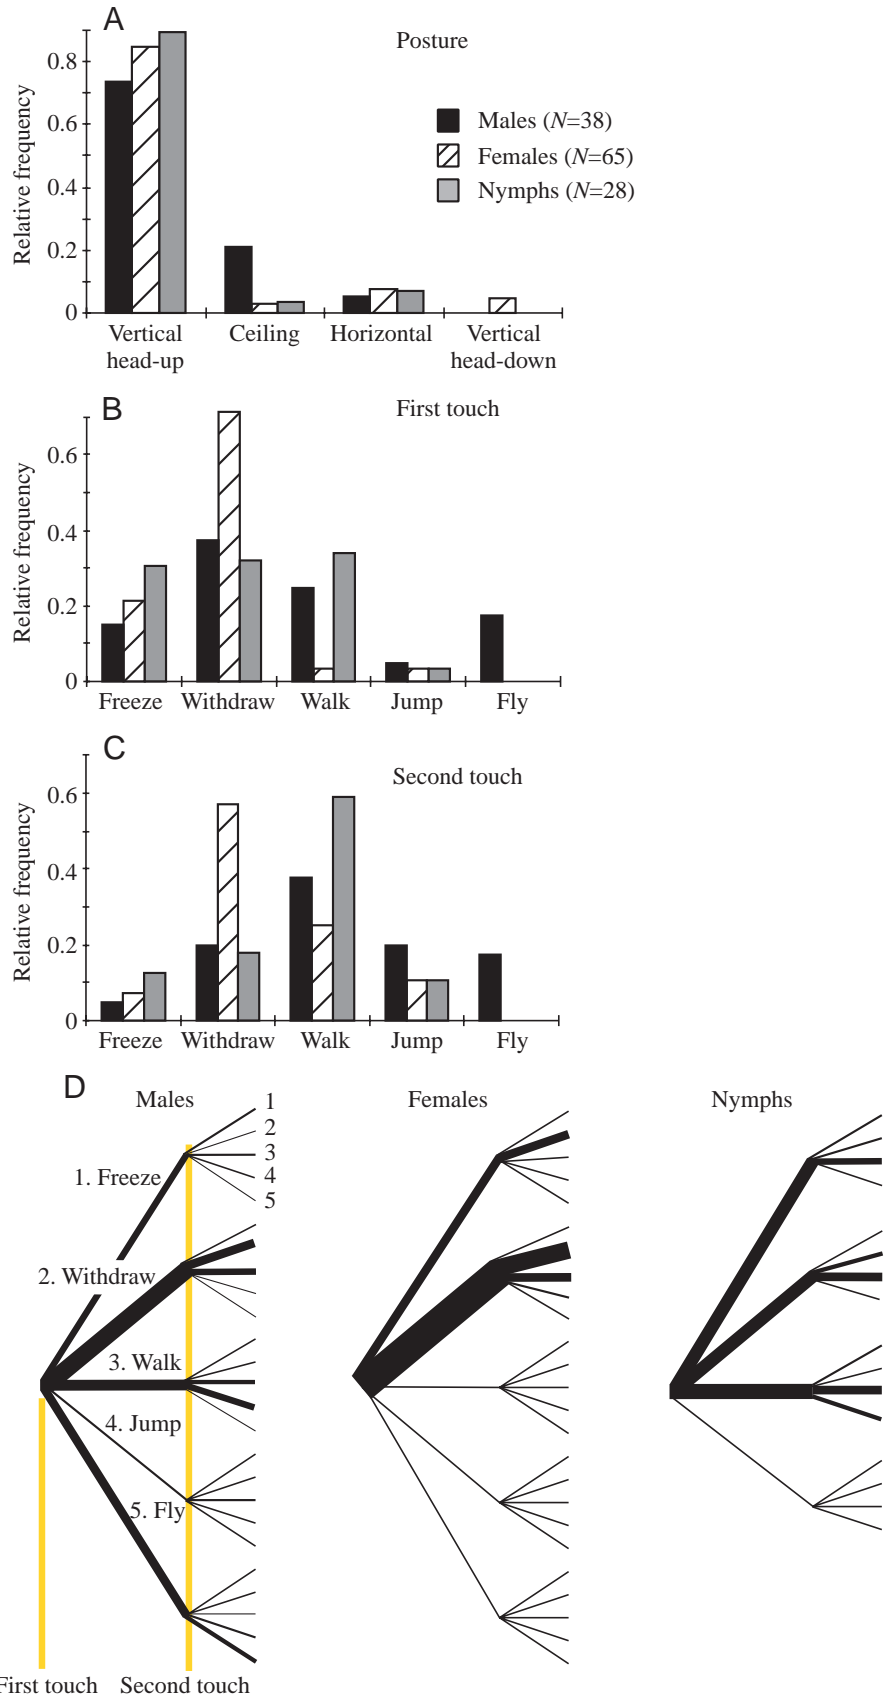 A
Posture
Relative frequency
0.8
0.6
0.4
0.2
0
Males (N=38)
Females (N=65)
Nymphs (N=28)
Vertical head-up
Ceiling
Horizontal
Vertical head-down
B
First touch
Relative frequency
0.6
0.4
0.2
0
Freeze Withdraw Walk Jump Fly
C
Second touch
Relative frequency
0.6
0.4
0.2
0
Freeze Withdraw Walk Jump Fly
D
Males
Females
Nymphs
1
2
3
4
5
1. Freeze
2. Withdraw
3. Walk
4. Jump
5. Fly
First touch
Second touch